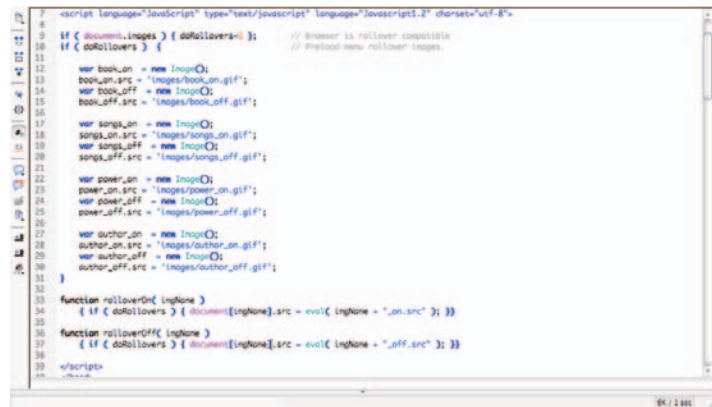 7 <script language="JavaScript" type="text/javascript" language="Javascript1.2" charset="utf-8">
8
9 if ( document.images ) { doRollovers=1 }; // Browser is rollover compatible
10 if ( doRollovers ) { // Preload menu rollover images.
11
12 var book_on = new Image();
13 book_on.src = 'images/book_on.gif';
14 var book_off = new Image();
15 book_off.src = 'images/book_off.gif';
16
17 var songs_on = new Image();
18 songs_on.src = 'images/songs_on.gif';
19 var songs_off = new Image();
20 songs_off.src = 'images/songs_off.gif';
21
22 var power_on = new Image();
23 power_on.src = 'images/power_on.gif';
24 var power_off = new Image();
25 power_off.src = 'images/power_off.gif';
26
27 var author_on = new Image();
28 author_on.src = 'images/author_on.gif';
29 var author_off = new Image();
30 author_off.src = 'images/author_off.gif';
31 }
32
33 function rolloverOn( imgName )
34 { if ( doRollovers ) { document[imgName].src = eval( imgName + "_on.src" ); }}
35
36 function rolloverOff( imgName )
37 { if ( doRollovers ) { document[imgName].src = eval( imgName + "_off.src" ); }}
38
39 </script>
40 </head>
6K / 1 sec